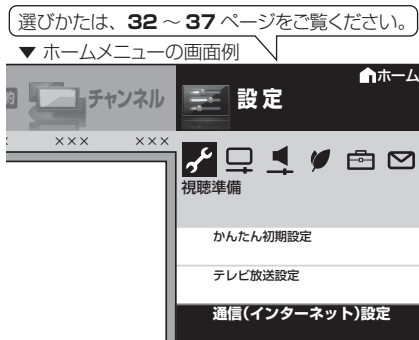 選びかたは、32～37ページをご覧ください。
▼ ホームメニューの画面例
ホーム
チャンネル
設定
××× ×××
視聴準備
かんたん初期設定
テレビ放送設定
通信(インターネット)設定